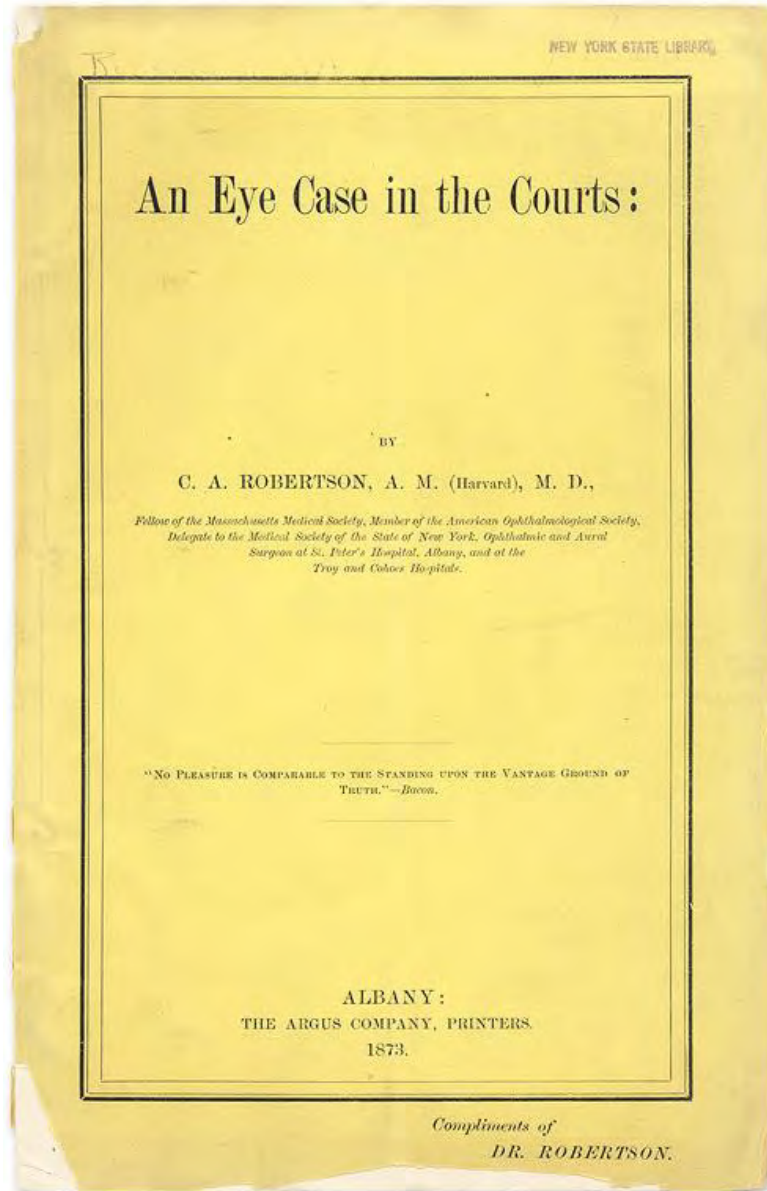 NEW YORK STATE LIBRARY
An Eye Case in the Courts:
BY
C. A. ROBERTSON, A. M. (Harvard), M. D.,
Fellow of the Massachusetts Medical Society, Member of the American Ophthalmological Society,
Delegate to the Medical Society of the State of New York, Ophthalmic and Aural
Surgeon at St. Peter's Hospital, Albany, and at the
Troy and Cohoes Hospitals.
"No Pleasure is Comparable to the Standing upon the Vantage Ground of
Truth."—Bacon.
ALBANY:
THE ARGUS COMPANY, PRINTERS.
1873.
Compliments of
DR. ROBERTSON.